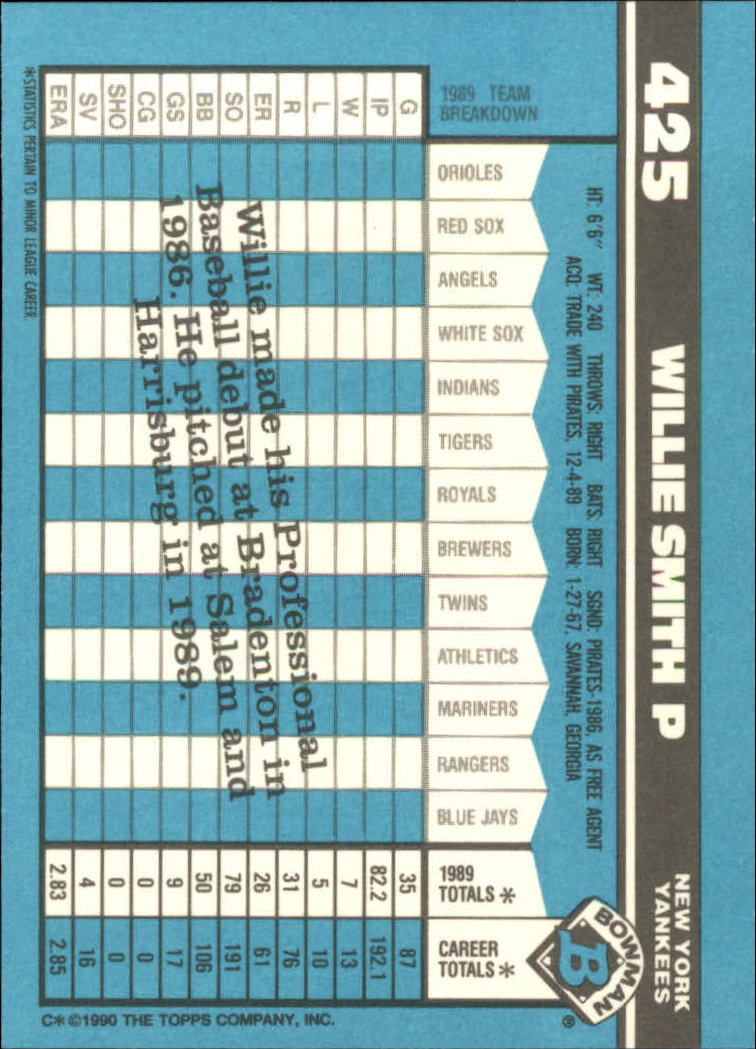 425 WILLIE SMITH P NEW YORK YANKEES
HT: 6'6" WT: 240 THROWS: RIGHT BATS: RIGHT SGND: PIRATES-1986, AS FREE AGENT
ACQ: TRADE WITH PIRATES, 12-4-89 BORN: 1-27-67, SAVANNAH, GEORGIA
BOWMAN
B
®
1989 TEAM BREAKDOWN
ORIOLES
RED SOX
ANGELS
WHITE SOX
INDIANS
TIGERS
ROYALS
BREWERS
TWINS
ATHLETICS
MARINERS
RANGERS
BLUE JAYS
1989 TOTALS *
CAREER TOTALS *
G 35 87
IP 82.2 192.1
W 7 13
L 5 10
R 31 76
ER 26 61
SO 79 191
BB 50 106
GS 9 17
CG 0 0
SHO 0 0
SV 4 16
ERA 2.83 2.85
Willie made his Professional
Baseball debut at Bradenton in
1986. He pitched at Salem and
Harrisburg in 1989.
*STATISTICS PERTAIN TO MINOR LEAGUE CAREER
C* ©1990 THE TOPPS COMPANY, INC.